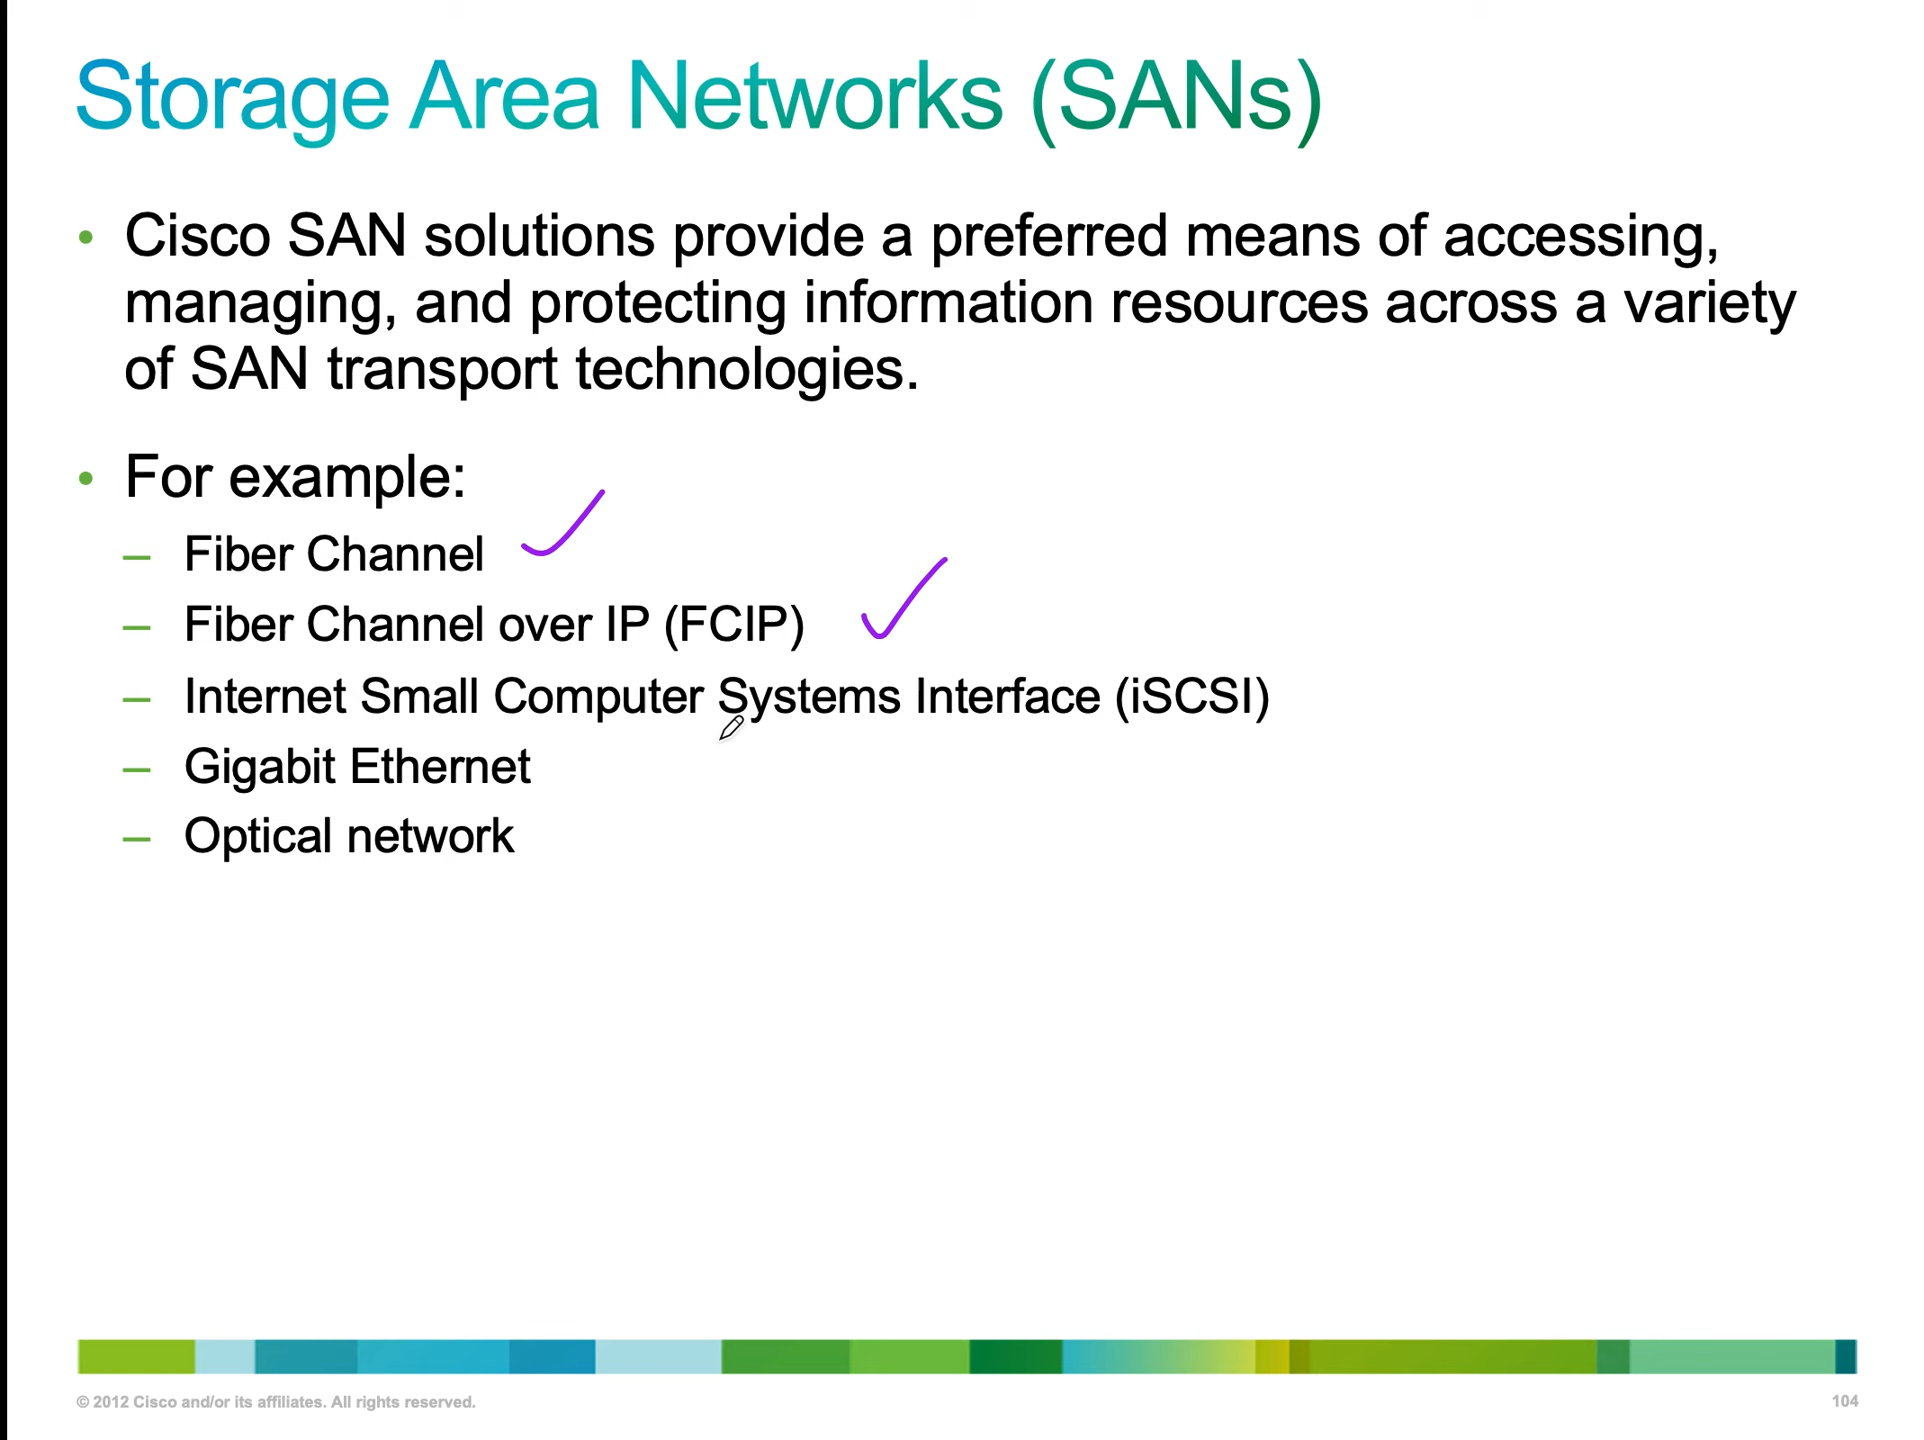 Storage Area Networks (SANs)
• Cisco SAN solutions provide a preferred means of accessing,
managing, and protecting information resources across a variety
of SAN transport technologies.
• For example:
– Fiber Channel
– Fiber Channel over IP (FCIP)
– Internet Small Computer Systems Interface (iSCSI)
– Gigabit Ethernet
– Optical network
© 2012 Cisco and/or its affiliates. All rights reserved.
104